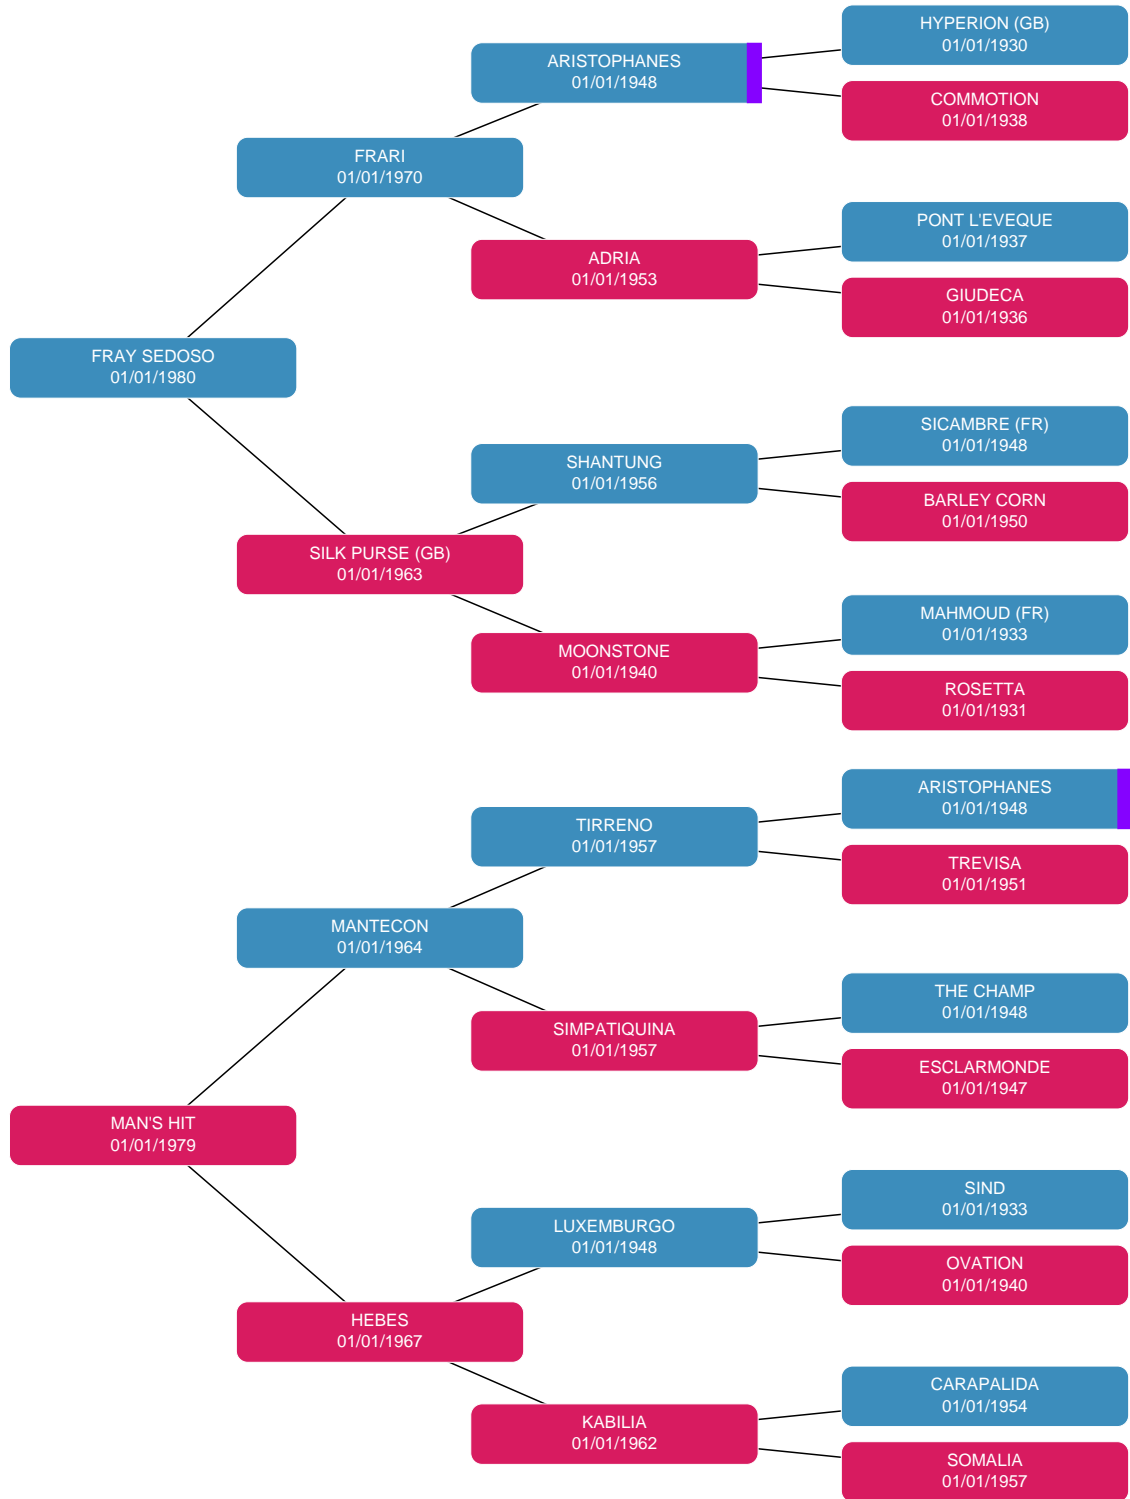 HYPERION (GB)
01/01/1930
ARISTOPHANES
01/01/1948
COMMOTION
01/01/1938
FRARI
01/01/1970
PONT L'EVEQUE
01/01/1937
ADRIA
01/01/1953
GIUDECA
01/01/1936
FRAY SEDOSO
01/01/1980
SICAMBRE (FR)
01/01/1948
SHANTUNG
01/01/1956
BARLEY CORN
01/01/1950
SILK PURSE (GB)
01/01/1963
MAHMOUD (FR)
01/01/1933
MOONSTONE
01/01/1940
ROSETTA
01/01/1931
ARISTOPHANES
01/01/1948
TIRRENO
01/01/1957
TREVISA
01/01/1951
MANTECON
01/01/1964
THE CHAMP
01/01/1948
SIMPATIQUINA
01/01/1957
ESCLARMONDE
01/01/1947
MAN'S HIT
01/01/1979
SIND
01/01/1933
LUXEMBURGO
01/01/1948
OVATION
01/01/1940
HEBES
01/01/1967
CARAPALIDA
01/01/1954
KABILIA
01/01/1962
SOMALIA
01/01/1957